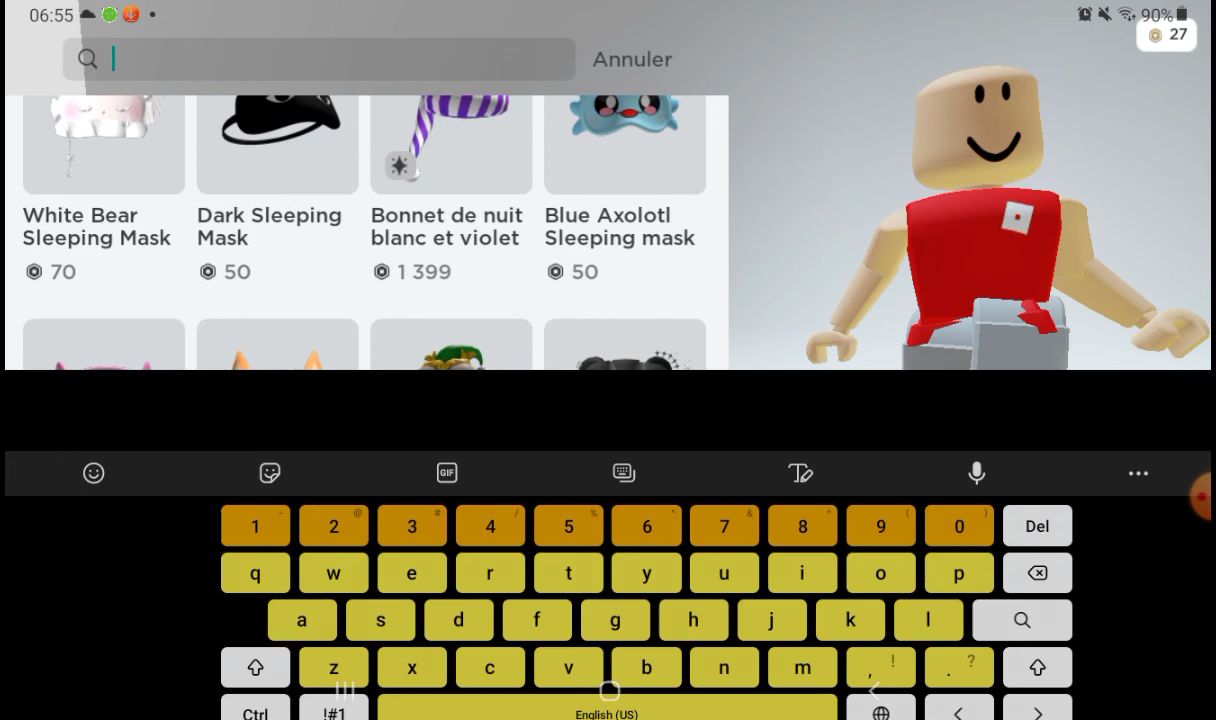 06:55
90%
27
Annuler
White Bear Sleeping Mask
70
Dark Sleeping Mask
50
Bonnet de nuit blanc et violet
1 399
Blue Axolotl Sleeping mask
50
GIF
1 2 @ 3 # 4 / 5 % 6 ^ 7 & 8 * 9 ( 0 ) Del
q w e r t y u i o p
a s d f g h j k l
z x c v b n m , ! . ?
Ctrl !#1 English (US) < >